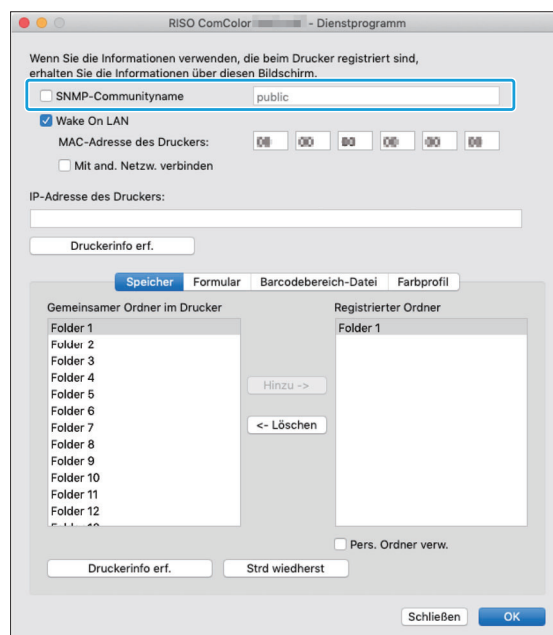 RISO ComColor - Dienstprogramm
Wenn Sie die Informationen verwenden, die beim Drucker registriert sind,
erhalten Sie die Informationen über diesen Bildschirm.
SNMP-Communityname public
Wake On LAN
MAC-Adresse des Druckers:
Mit and. Netzw. verbinden
IP-Adresse des Druckers:
Druckerinfo erf.
Speicher Formular Barcodebereich-Datei Farbprofil
Gemeinsamer Ordner im Drucker
Folder 1
Folder 2
Folder 3
Folder 4
Folder 5
Folder 6
Folder 7
Folder 8
Folder 9
Folder 10
Folder 11
Folder 12
Hinzu ->
<- Löschen
Registrierter Ordner
Folder 1
Pers. Ordner verw.
Druckerinfo erf. Strd wiedherst
Schließen OK